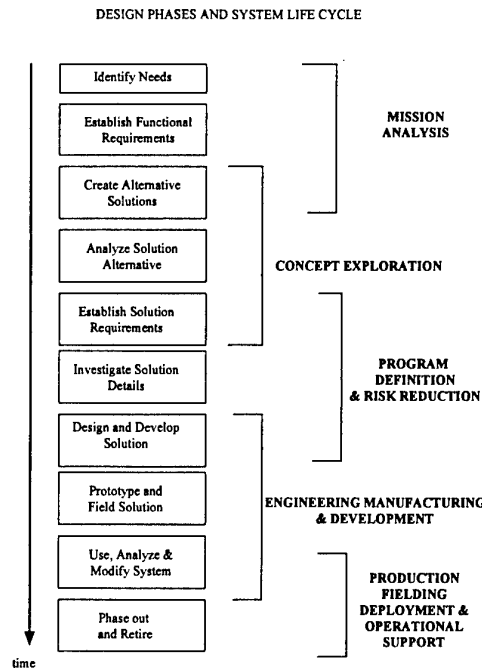 DESIGN PHASES AND SYSTEM LIFE CYCLE
Identify Needs
Establish Functional
Requirements
MISSION
ANALYSIS
Create Alternative
Solutions
Analyze Solution
Alternative
CONCEPT EXPLORATION
Establish Solution
Requirements
Investigate Solution
Details
PROGRAM
DEFINITION
& RISK REDUCTION
Design and Develop
Solution
Prototype and
Field Solution
ENGINEERING MANUFACTURING
& DEVELOPMENT
Use, Analyze &
Modify System
Phase out
and Retire
PRODUCTION
FIELDING
DEPLOYMENT &
OPERATIONAL
SUPPORT
time